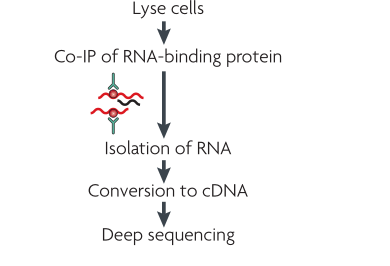 Lyse cells
Co-IP of RNA-binding protein
Isolation of RNA
Conversion to cDNA
Deep sequencing